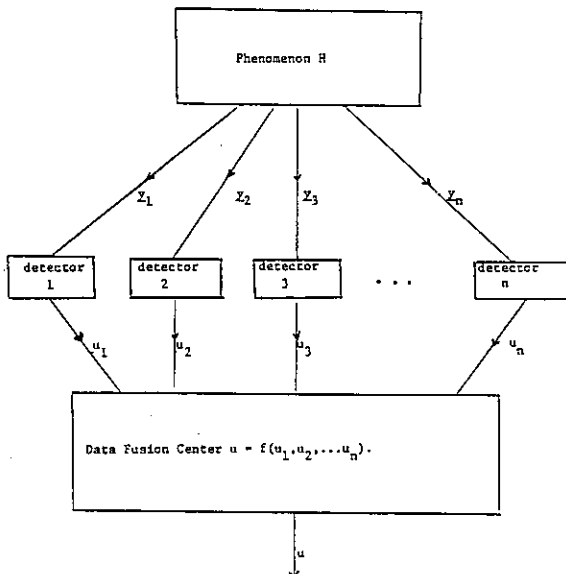 Phenomenon H
y1 y2 y3 yn
detector detector detector detector
1 2 3 . . . n
u1 u2 u3 un
Data Fusion Center u = f(u1,u2,...un).
u